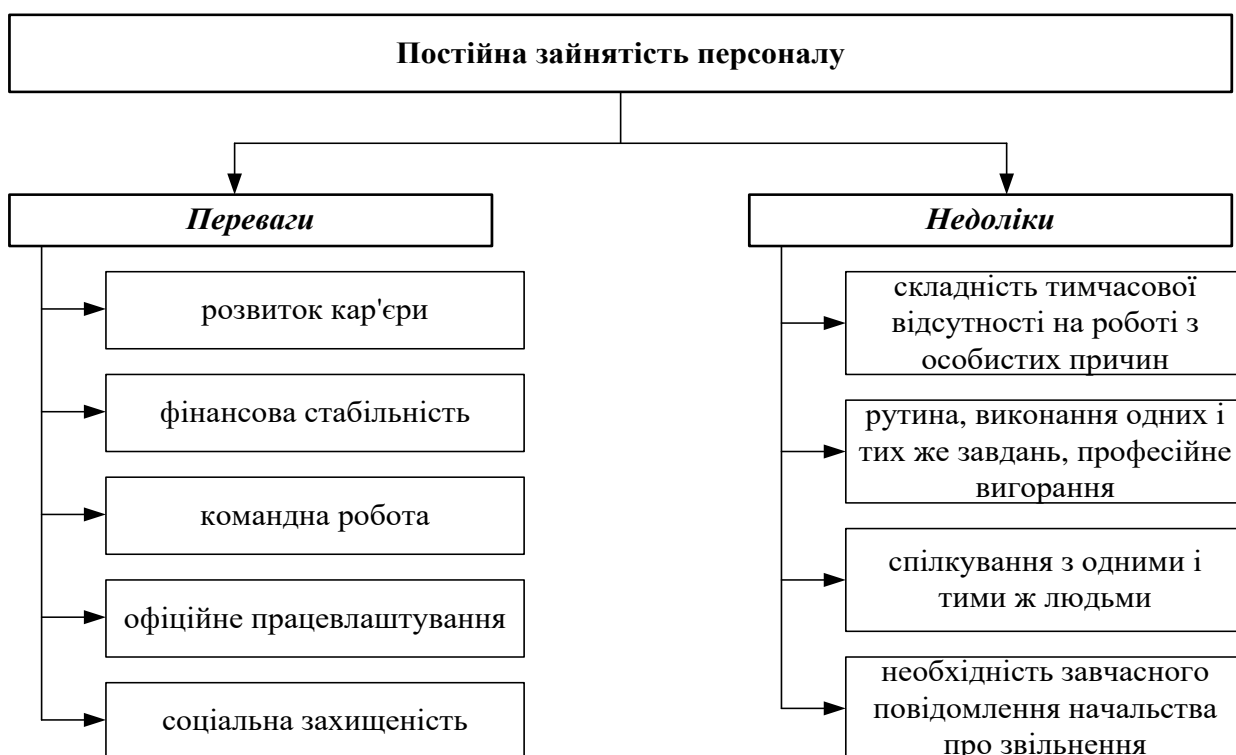 Постійна зайнятість персоналу
Переваги
розвиток кар'єри
фінансова стабільність
командна робота
офіційне працевлаштування
соціальна захищеність
Недоліки
складність тимчасової
відсутності на роботі з
особистих причин
рутина, виконання одних і
тих же завдань, професійне
вигорання
спілкування з одними і
тими ж людьми
необхідність завчасного
повідомлення начальства
про звільнення